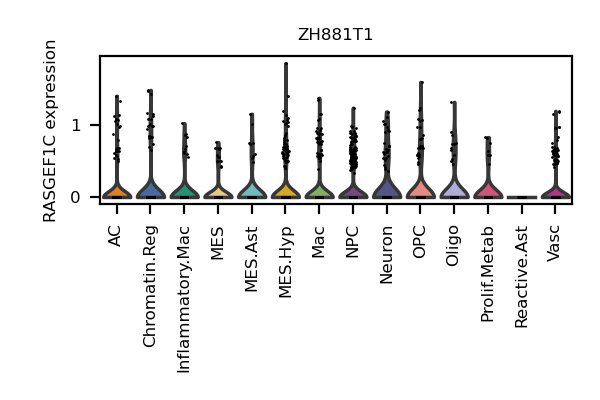 ZH881T1
RASGEF1C expression
1
0
AC
Chromatin.Reg
Inflammatory.Mac
MES
MES.Ast
MES.Hyp
Mac
NPC
Neuron
OPC
Oligo
Prolif.Metab
Reactive.Ast
Vasc